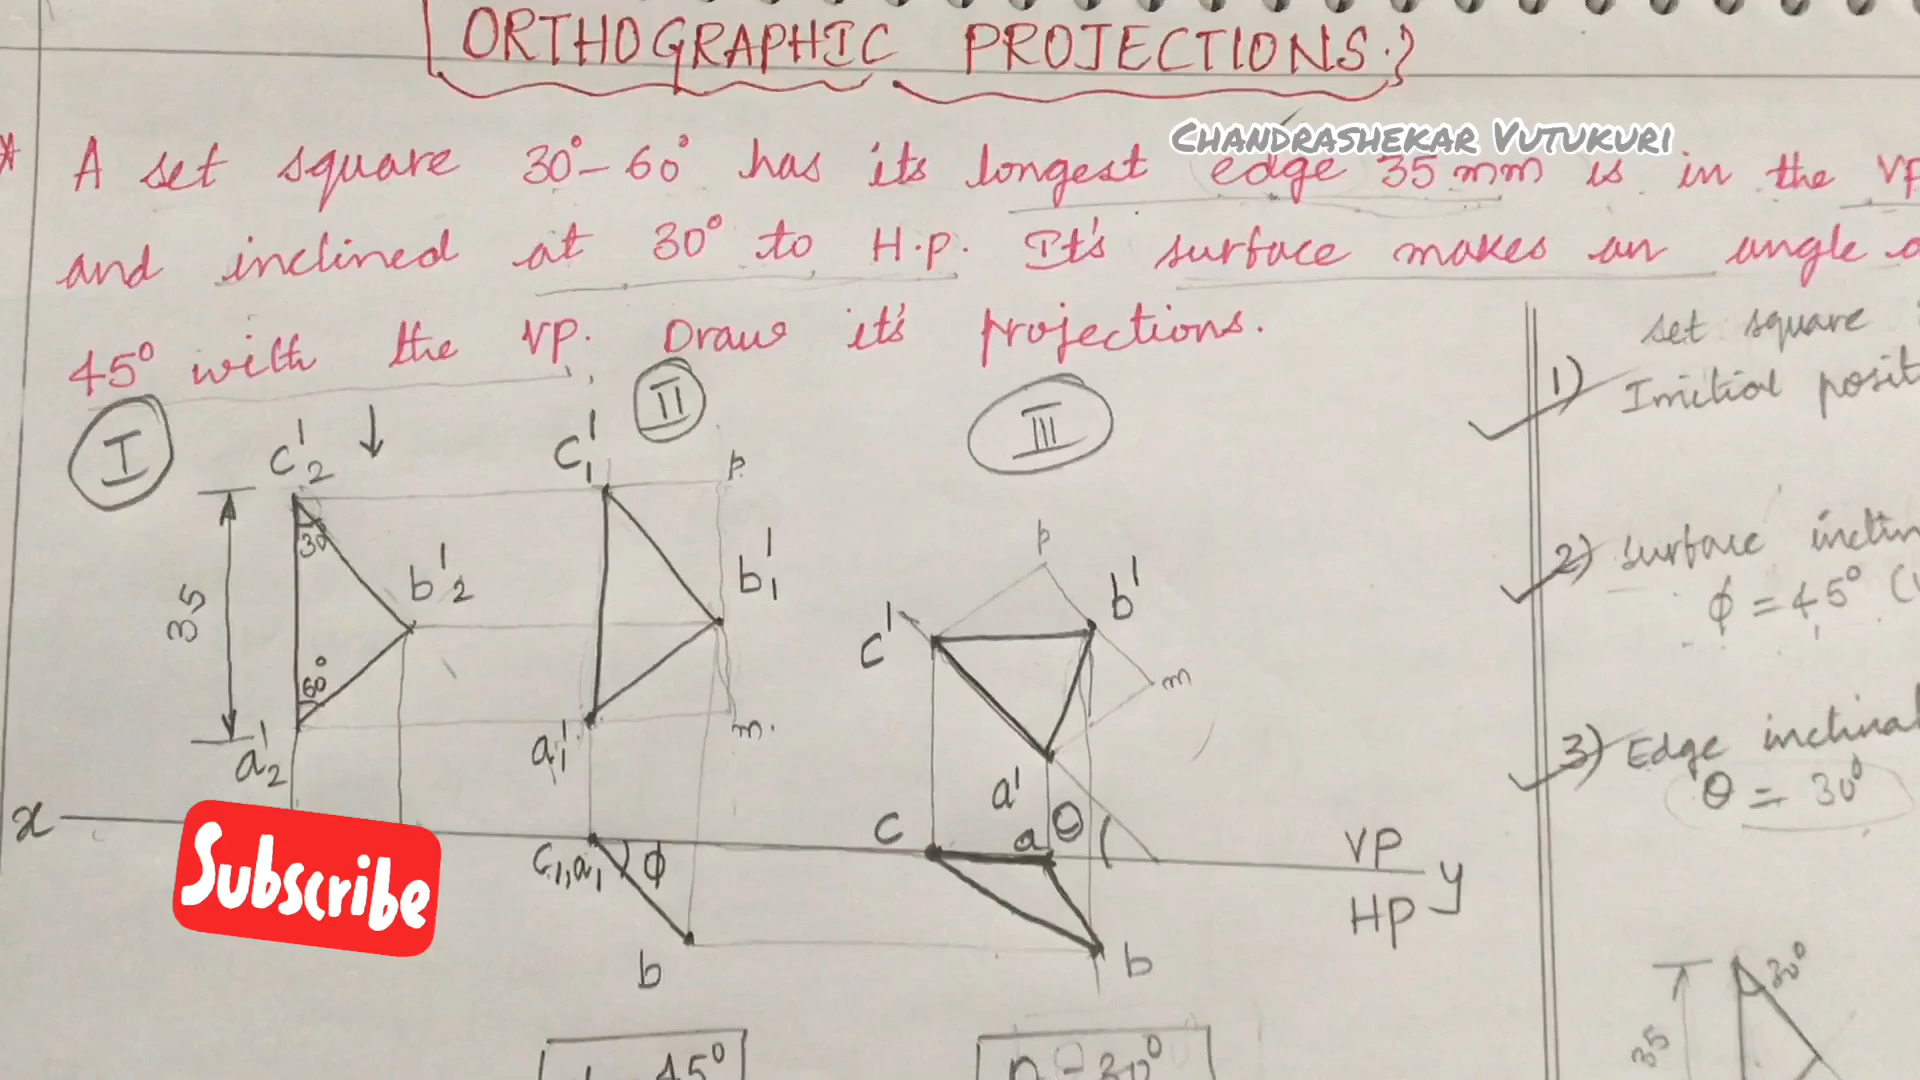 ORTHOGRAPHIC PROJECTIONS.}
CHANDRASHEKAR VUTUKURI
A set square 30°-60° has its longest edge 35 mm is in the VP
and inclined at 30° to H.P. It's surface makes an angle
45° with the VP. Draw it's projections.
I
II
III
c'2
c'1
p
30
b'2
b'1
35
60°
a'2
a'1
m
p
b'
c'
m
a'
x
c1,a1
ϕ
b
c
a
θ
b
VP
y
HP
Subscribe
45°
30°
set square
1) Initial
2) surface
ϕ = 45°
3) Edge
θ = 30°
30°
35